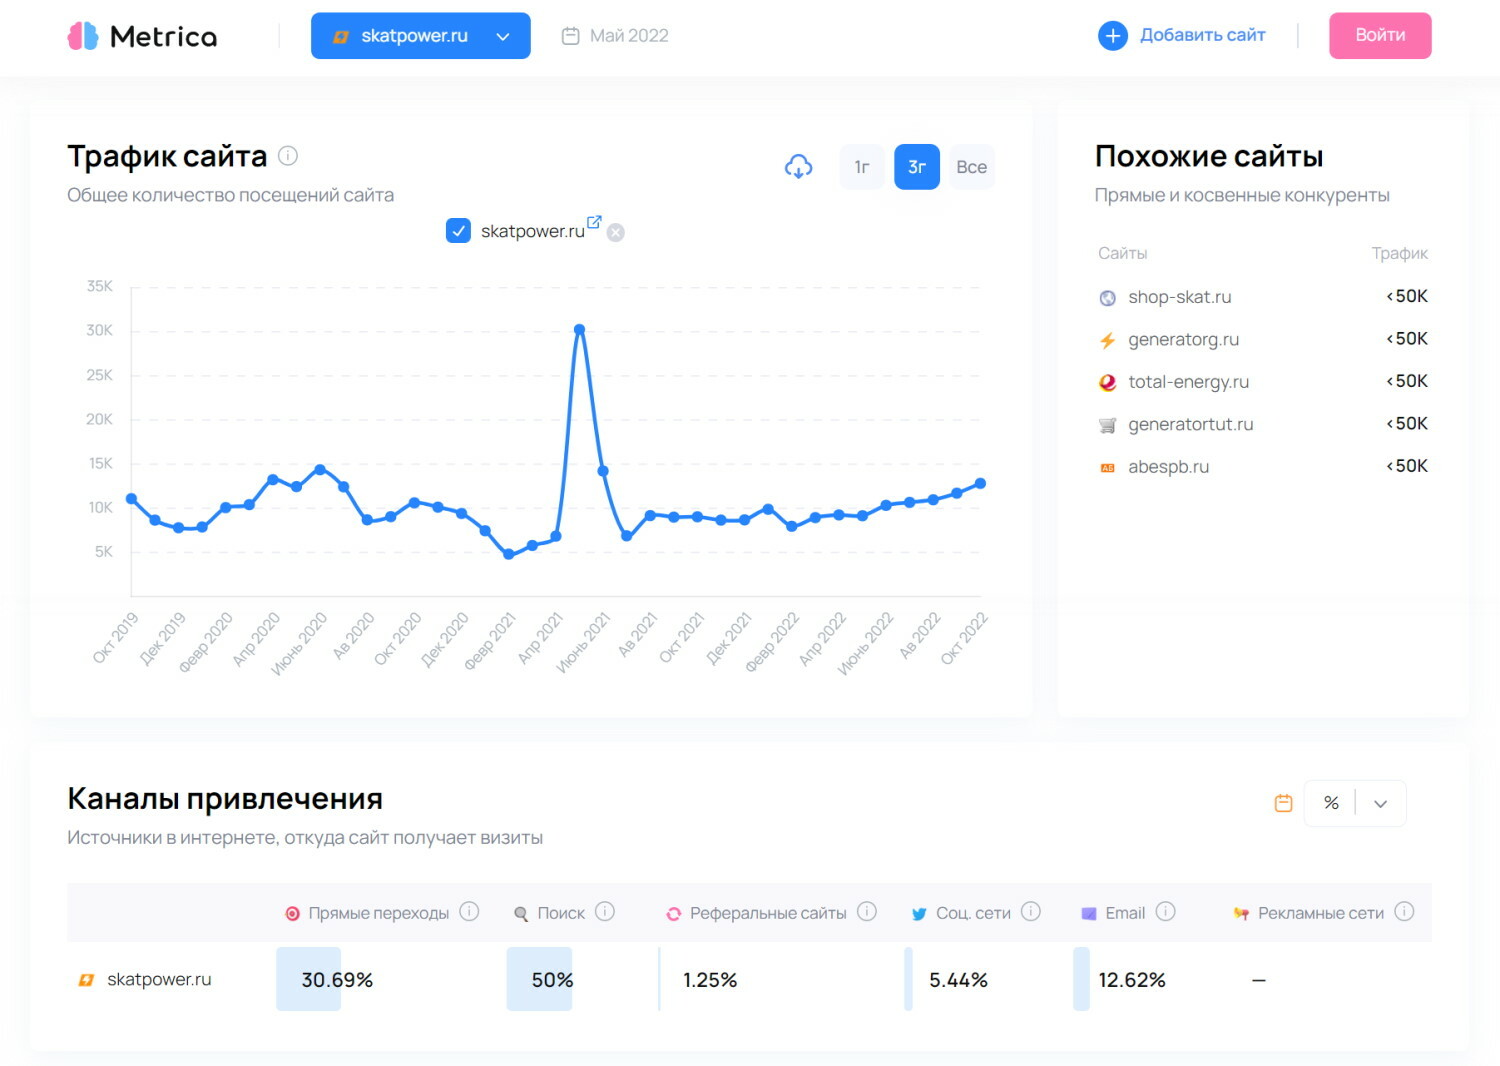 Metrica
skatpower.ru
Май 2022
Добавить сайт
Войти
Трафик сайта
Общее количество посещений сайта
1г
3г
Все
skatpower.ru
35K
30K
25K
20K
15K
10K
5K
Окт 2019
Дек 2019
Февр 2020
Апр 2020
Июнь 2020
Ав 2020
Окт 2020
Дек 2020
Февр 2021
Апр 2021
Июнь 2021
Ав 2021
Окт 2021
Дек 2021
Февр 2022
Апр 2022
Июнь 2022
Ав 2022
Окт 2022
Похожие сайты
Прямые и косвенные конкуренты
Сайты Трафик
shop-skat.ru <50K
generatorg.ru <50K
total-energy.ru <50K
generatortut.ru <50K
abespb.ru <50K
Каналы привлечения
Источники в интернете, откуда сайт получает визиты
%
Прямые переходы Поиск Реферальные сайты Соц. сети Email Рекламные сети
skatpower.ru 30.69% 50% 1.25% 5.44% 12.62% –